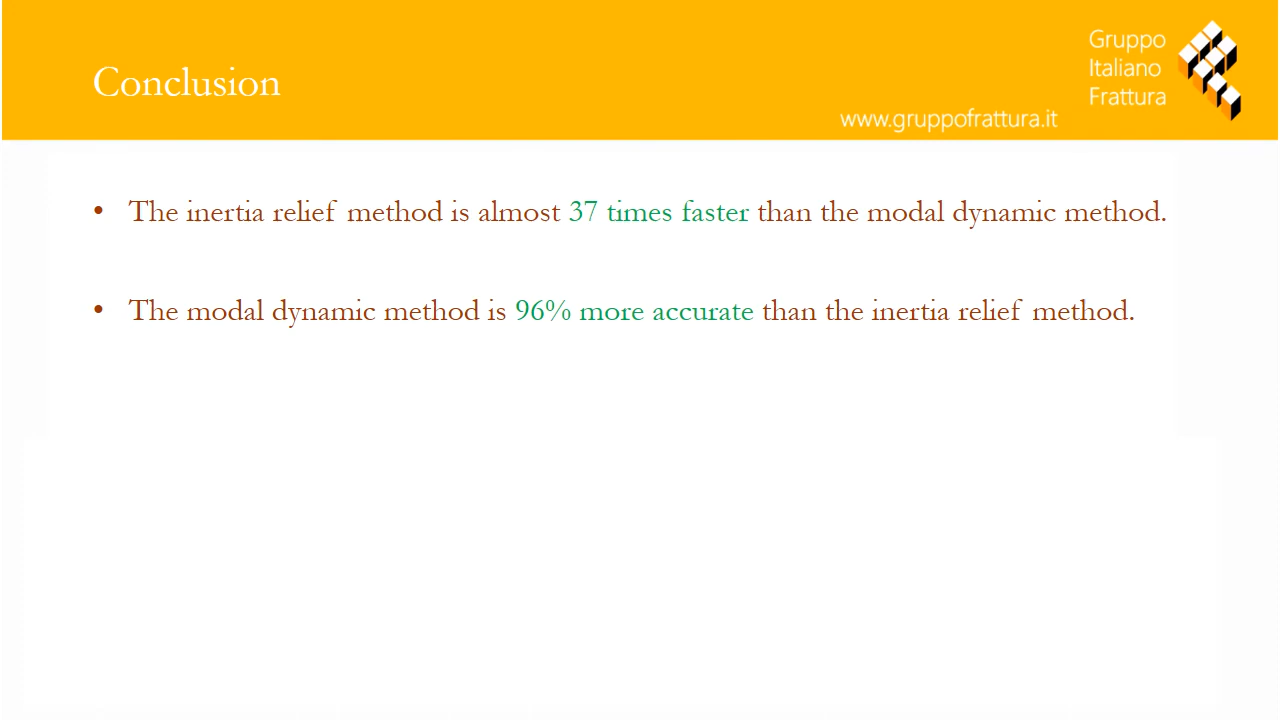 Conclusion
Gruppo
Italiano
Frattura
www.gruppofrattura.it
• The inertia relief method is almost 37 times faster than the modal dynamic method.
• The modal dynamic method is 96% more accurate than the inertia relief method.